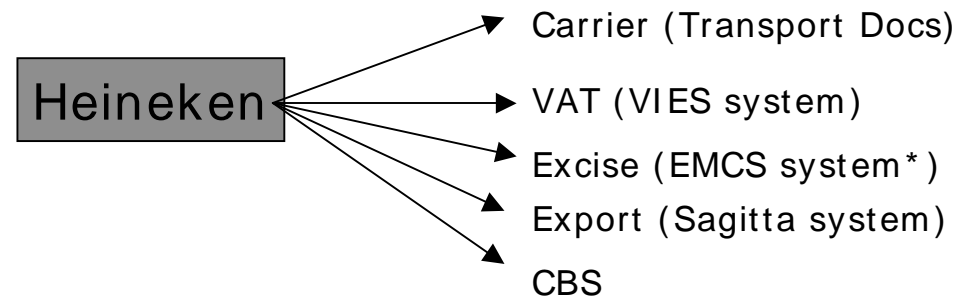 Carrier (Transport Docs)
Heineken
VAT (VIES system)
Excise (EMCS system*)
Export (Sagitta system)
CBS